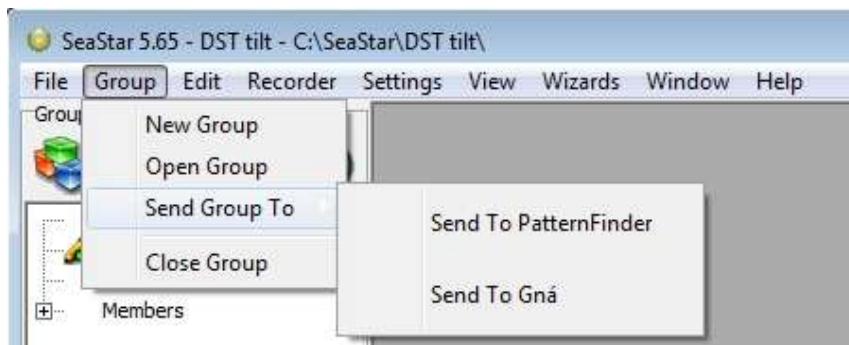 SeaStar 5.65 - DST tilt - C:\SeaStar\DST tilt\
File Group Edit Recorder Settings View Wizards Window Help
Group
New Group
Open Group
Send Group To
Send To PatternFinder
Close Group
Send To Gná
Members